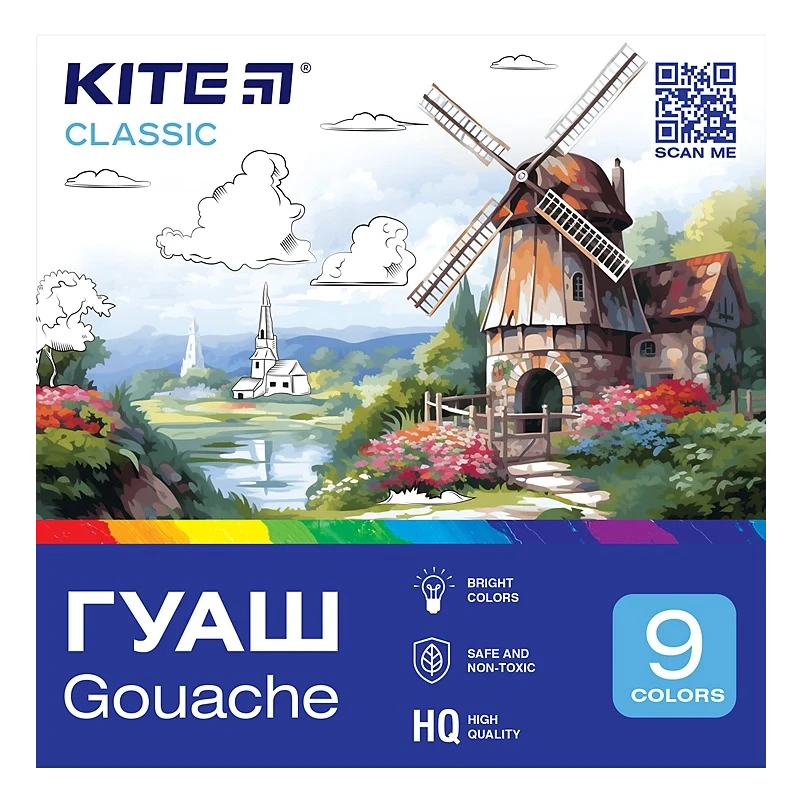 KITE ®
CLASSIC
SCAN ME
ГУАШ
Gouache
BRIGHT
COLORS
SAFE AND
NON-TOXIC
HQ HIGH
QUALITY
9
COLORS